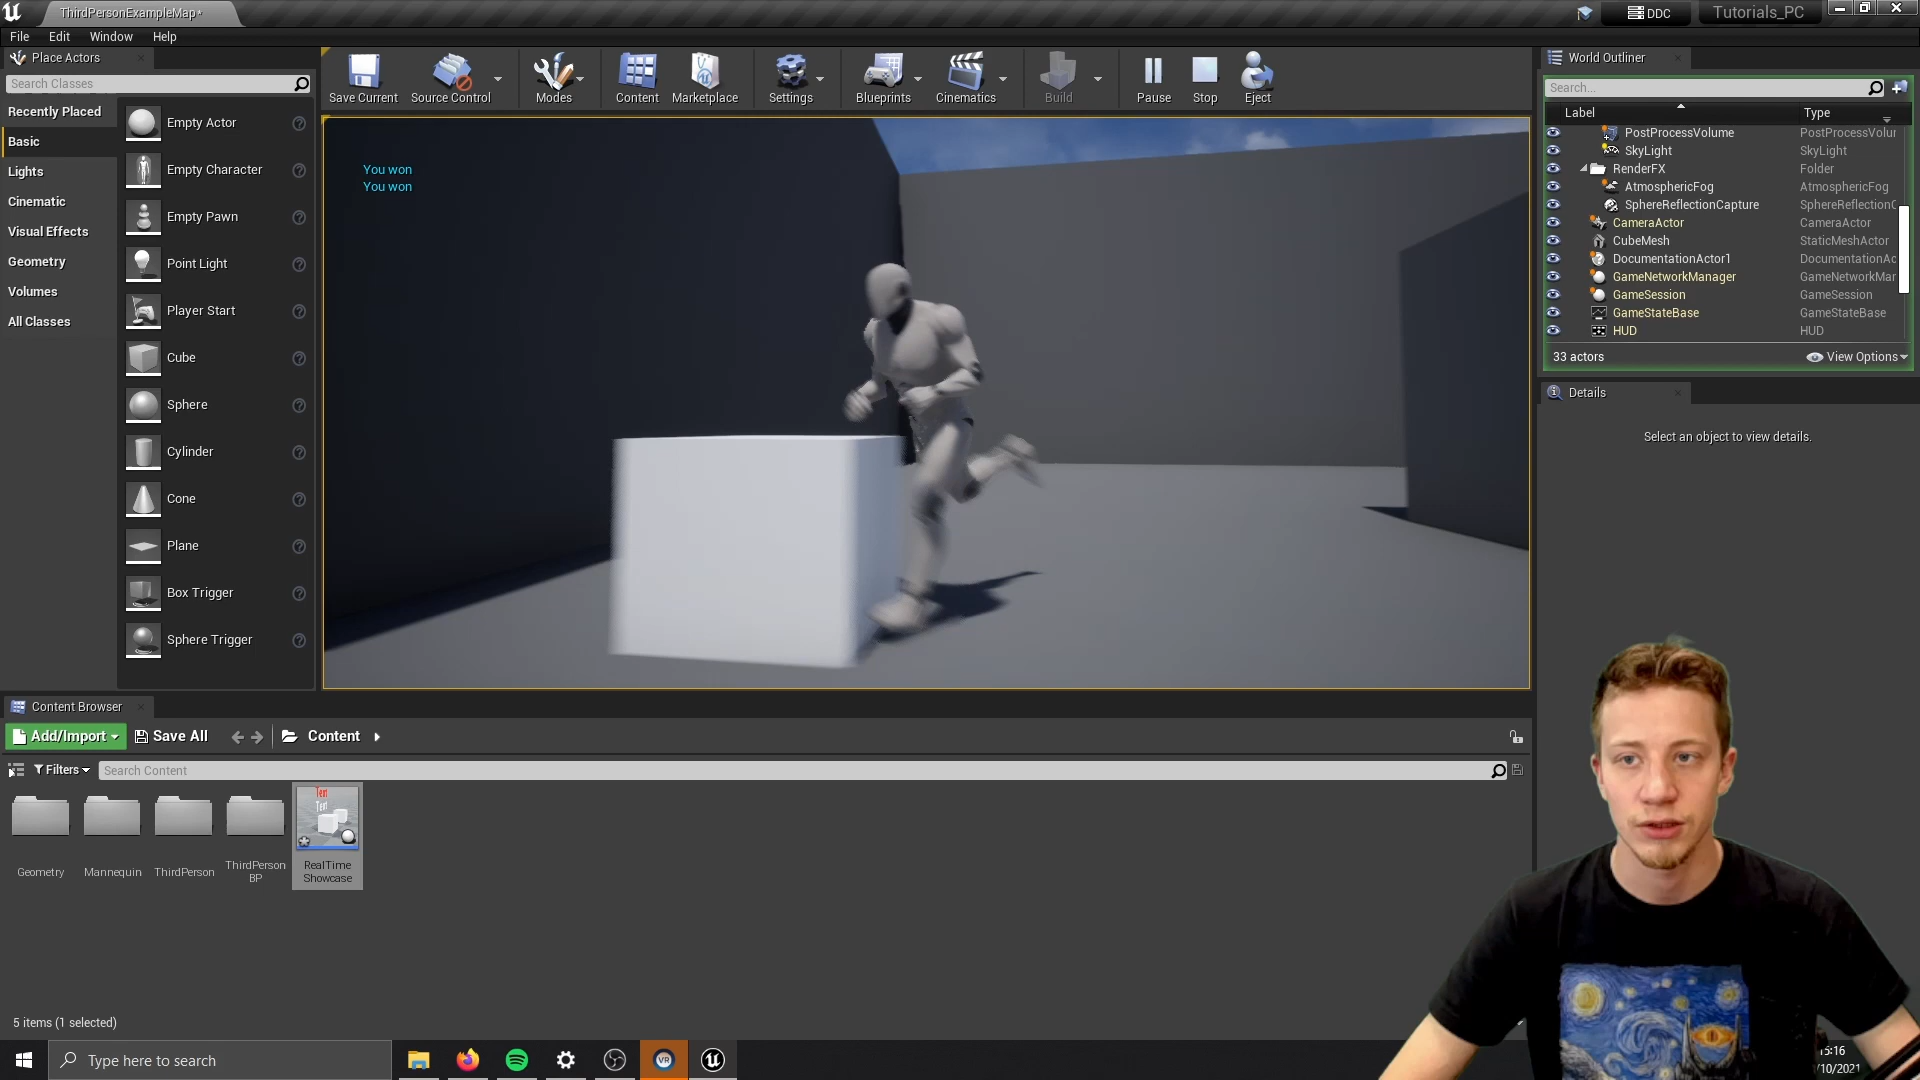 ThirdPersonExampleMap*
DDC
Tutorials_PC
File
Edit
Window
Help
Place Actors
Search Classes
Recently Placed
Basic
Lights
Cinematic
Visual Effects
Geometry
Volumes
All Classes
Empty Actor
Empty Character
Empty Pawn
Point Light
Player Start
Cube
Sphere
Cylinder
Cone
Plane
Box Trigger
Sphere Trigger
Save Current
Source Control
Modes
Content
Marketplace
Settings
Blueprints
Cinematics
Build
Pause
Stop
Eject
You won
You won
World Outliner
Search...
Label
Type
PostProcessVolume PostProcessVolur
SkyLight SkyLight
RenderFX Folder
AtmosphericFog AtmosphericFog
SphereReflectionCapture SphereReflectionC
CameraActor CameraActor
CubeMesh StaticMeshActor
DocumentationActor1 DocumentationAc
GameNetworkManager GameNetworkMar
GameSession GameSession
GameStateBase GameStateBase
HUD HUD
33 actors
View Options
Details
Select an object to view details.
Content Browser
Add/Import
Save All
Content
Filters
Search Content
Geometry
Mannequin
ThirdPerson
ThirdPerson
BP
Text
Text
RealTime
Showcase
5 items (1 selected)
Type here to search
VR
15:16
/10/2021